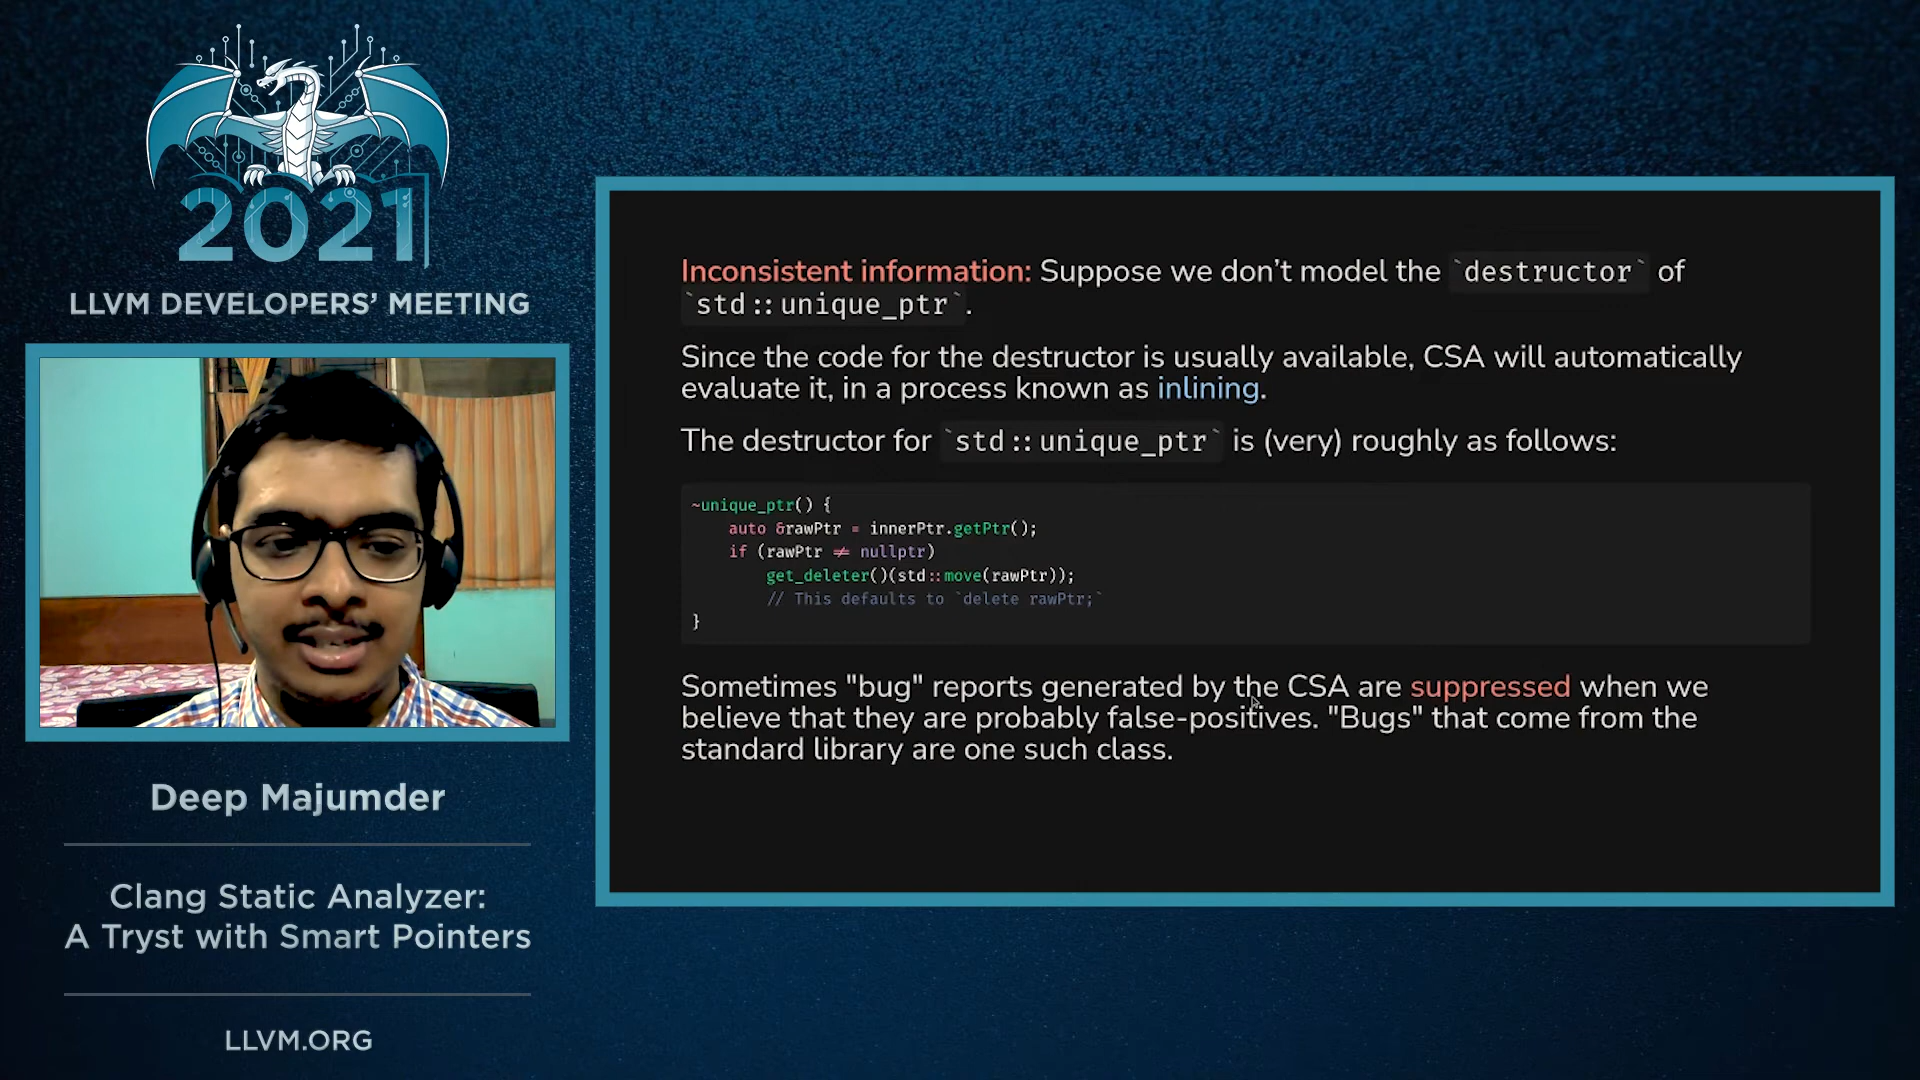 2021
LLVM DEVELOPERS’ MEETING
Deep Majumder
Clang Static Analyzer:
A Tryst with Smart Pointers
LLVM.ORG
Inconsistent information: Suppose we don’t model the `destructor` of
`std::unique_ptr`.
Since the code for the destructor is usually available, CSA will automatically
evaluate it, in a process known as inlining.
The destructor for `std::unique_ptr` is (very) roughly as follows:
~unique_ptr() {
    auto &rawPtr = innerPtr.getPtr();
    if (rawPtr ≠ nullptr)
        get_deleter()(std::move(rawPtr));
        // This defaults to `delete rawPtr;`
}
Sometimes "bug" reports generated by the CSA are suppressed when we
believe that they are probably false-positives. "Bugs" that come from the
standard library are one such class.